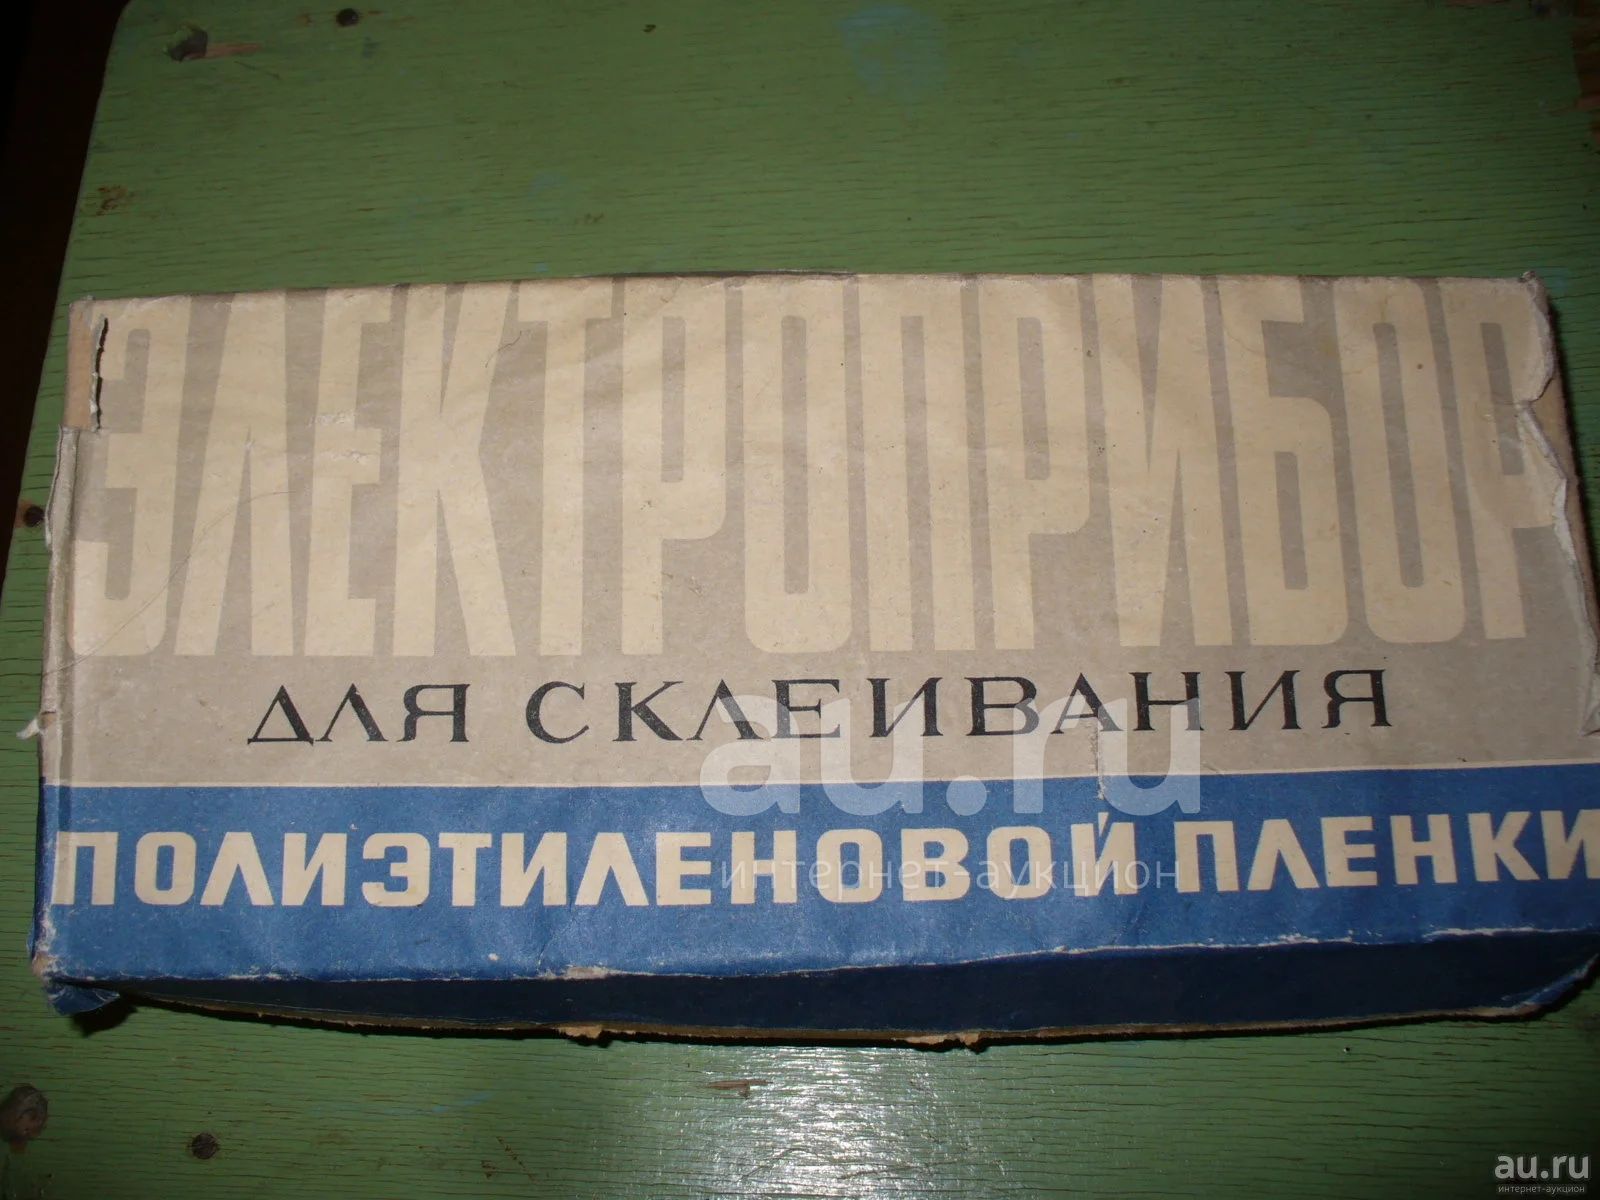 ЭЛЕКТРОПРИБОР
ДЛЯ СКЛЕИВАНИЯ
au.ru
ПОЛИЭТИЛЕНОВОЙ ПЛЕНКИ
интернет-аукцион
au.ru
интернет-аукцион